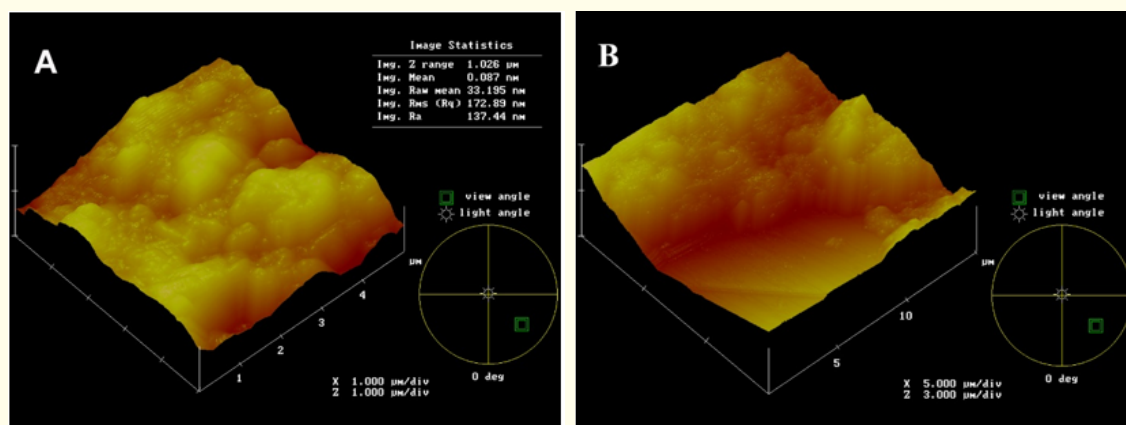 A
Image Statistics
Img. Z range 1.026 µm
Img. Mean 0.087 nm
Img. Raw mean 33.195 nm
Img. Rms (Rq) 172.89 nm
Img. Ra 137.44 nm
view angle
light angle
µm
4
3
2
1
X 1.000 µm/div
Z 1.000 µm/div
0 deg
B
view angle
light angle
µm
10
5
X 5.000 µm/div
Z 3.000 µm/div
0 deg